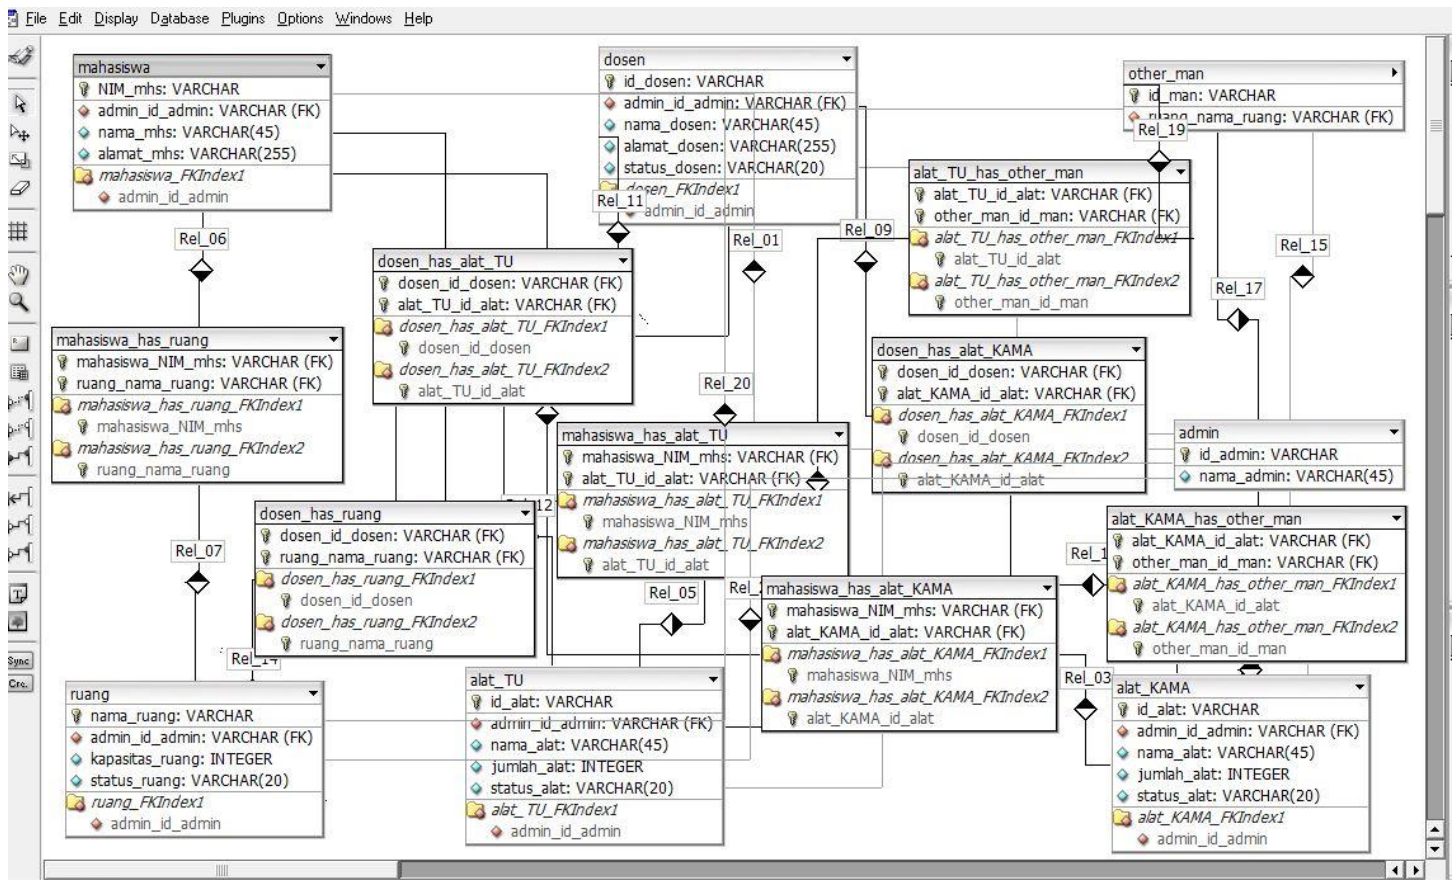 File Edit Display Database Plugins Options Windows Help
mahasiswa
NIM_mhs: VARCHAR
admin_id_admin: VARCHAR (FK)
nama_mhs: VARCHAR(45)
alamat_mhs: VARCHAR(255)
mahasiswa_FKIndex1
admin_id_admin
dosen
id_dosen: VARCHAR
admin_id_admin: VARCHAR (FK)
nama_dosen: VARCHAR(45)
alamat_dosen: VARCHAR(255)
status_dosen: VARCHAR(20)
dosen_FKIndex1
admin_id_admin
other_man
id_man: VARCHAR
ruang_nama_ruang: VARCHAR (FK)
Rel_19
alat_TU_has_other_man
alat_TU_id_alat: VARCHAR (FK)
other_man_id_man: VARCHAR (FK)
alat_TU_has_other_man_FKIndex1
alat_TU_id_alat
alat_TU_has_other_man_FKIndex2
other_man_id_man
Rel_06
Rel_11
Rel_01
Rel_09
Rel_15
Rel_17
dosen_has_alat_TU
dosen_id_dosen: VARCHAR (FK)
alat_TU_id_alat: VARCHAR (FK)
dosen_has_alat_TU_FKIndex1
dosen_id_dosen
dosen_has_alat_TU_FKIndex2
alat_TU_id_alat
mahasiswa_has_ruang
mahasiswa_NIM_mhs: VARCHAR (FK)
ruang_nama_ruang: VARCHAR (FK)
mahasiswa_has_ruang_FKIndex1
mahasiswa_NIM_mhs
mahasiswa_has_ruang_FKIndex2
ruang_nama_ruang
dosen_has_alat_KAMA
dosen_id_dosen: VARCHAR (FK)
alat_KAMA_id_alat: VARCHAR (FK)
dosen_has_alat_KAMA_FKIndex1
dosen_id_dosen
dosen_has_alat_KAMA_FKIndex2
alat_KAMA_id_alat
Rel_20
mahasiswa_has_alat_TU
mahasiswa_NIM_mhs: VARCHAR (FK)
alat_TU_id_alat: VARCHAR (FK)
mahasiswa_has_alat_TU_FKIndex1
mahasiswa_NIM_mhs
mahasiswa_has_alat_TU_FKIndex2
alat_TU_id_alat
admin
id_admin: VARCHAR
nama_admin: VARCHAR(45)
dosen_has_ruang
dosen_id_dosen: VARCHAR (FK)
ruang_nama_ruang: VARCHAR (FK)
dosen_has_ruang_FKIndex1
dosen_id_dosen
dosen_has_ruang_FKIndex2
ruang_nama_ruang
12
alat_KAMA_has_other_man
alat_KAMA_id_alat: VARCHAR (FK)
other_man_id_man: VARCHAR (FK)
alat_KAMA_has_other_man_FKIndex1
alat_KAMA_id_alat
alat_KAMA_has_other_man_FKIndex2
other_man_id_man
Rel_07
Rel_05
mahasiswa_has_alat_KAMA
mahasiswa_NIM_mhs: VARCHAR (FK)
alat_KAMA_id_alat: VARCHAR (FK)
mahasiswa_has_alat_KAMA_FKIndex1
mahasiswa_NIM_mhs
mahasiswa_has_alat_KAMA_FKIndex2
alat_KAMA_id_alat
Rel_14
Rel_03
ruang
nama_ruang: VARCHAR
admin_id_admin: VARCHAR (FK)
kapasitas_ruang: INTEGER
status_ruang: VARCHAR(20)
ruang_FKIndex1
admin_id_admin
alat_TU
id_alat: VARCHAR
admin_id_admin: VARCHAR (FK)
nama_alat: VARCHAR(45)
jumlah_alat: INTEGER
status_alat: VARCHAR(20)
alat_TU_FKIndex1
admin_id_admin
alat_KAMA
id_alat: VARCHAR
admin_id_admin: VARCHAR (FK)
nama_alat: VARCHAR(45)
jumlah_alat: INTEGER
status_alat: VARCHAR(20)
alat_KAMA_FKIndex1
admin_id_admin
Sync
Cre.